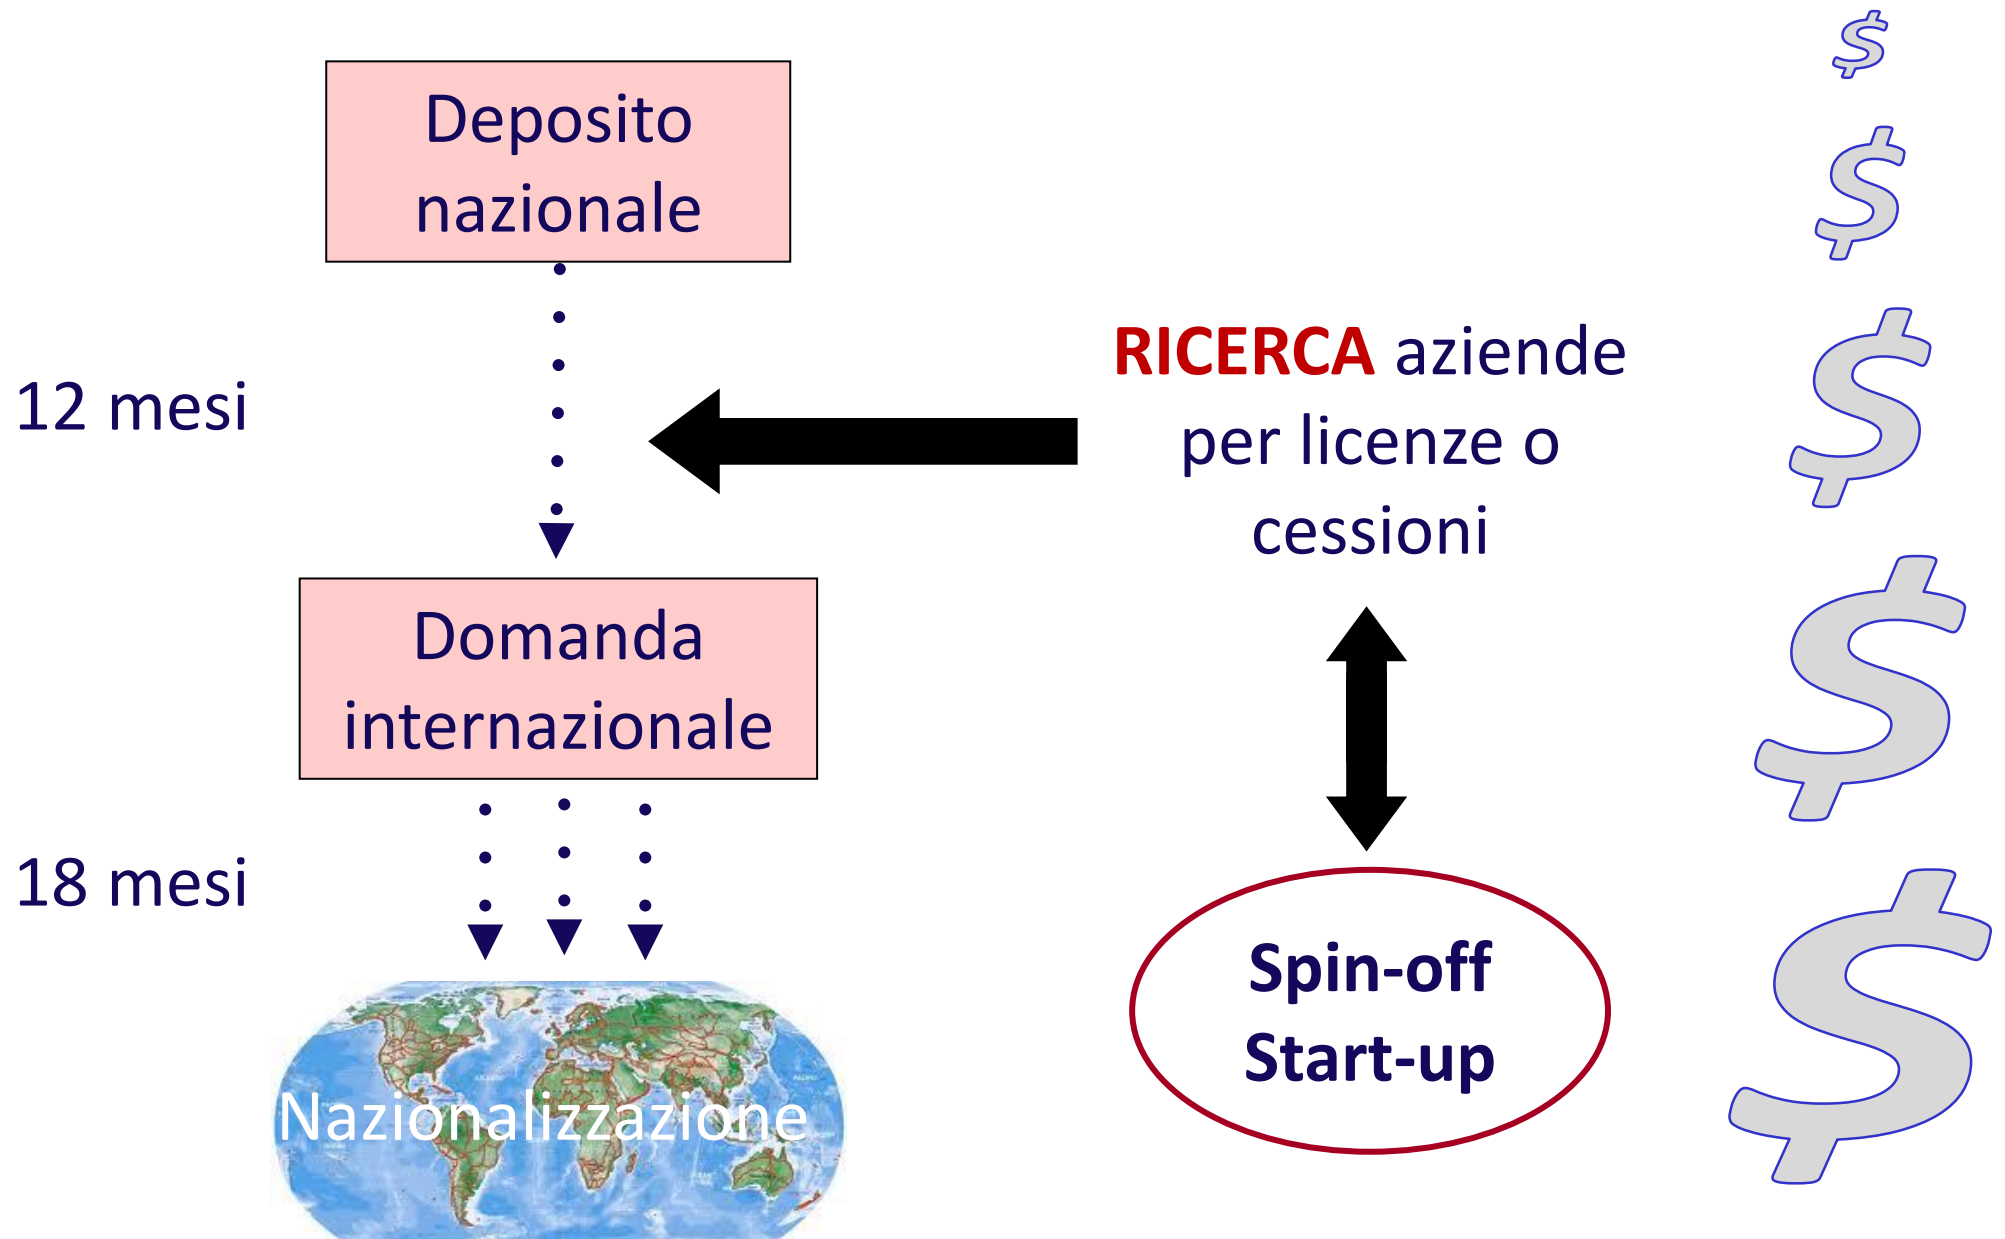 Deposito
nazionale
12 mesi
RICERCA aziende
per licenze o
cessioni
Domanda
internazionale
18 mesi
Spin-off
Start-up
Nazionalizzazione
$
$
$
$
$